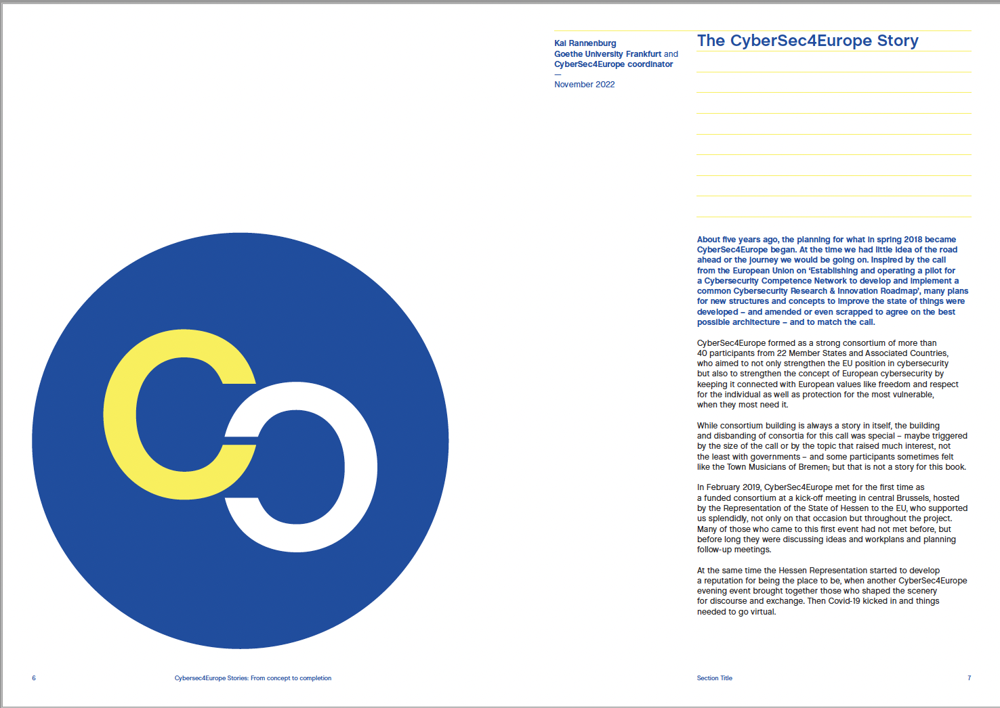 Kai Rannenburg
Goethe University Frankfurt and
CyberSec4Europe coordinator
—
November 2022
The CyberSec4Europe Story
About five years ago, the planning for what in spring 2018 became
CyberSec4Europe began. At the time we had little idea of the road
ahead or the journey we would be going on. Inspired by the call
from the European Union on ‘Establishing and operating a pilot for
a Cybersecurity Competence Network to develop and implement a
common Cybersecurity Research & Innovation Roadmap’, many plans
for new structures and concepts to improve the state of things were
developed – and amended or even scrapped to agree on the best
possible architecture – and to match the call.
CyberSec4Europe formed as a strong consortium of more than
40 participants from 22 Member States and Associated Countries,
who aimed to not only strengthen the EU position in cybersecurity
but also to strengthen the concept of European cybersecurity by
keeping it connected with European values like freedom and respect
for the individual as well as protection for the most vulnerable,
when they most need it.
While consortium building is always a story in itself, the building
and disbanding of consortia for this call was special – maybe triggered
by the size of the call or by the topic that raised much interest, not
the least with governments – and some participants sometimes felt
like the Town Musicians of Bremen; but that is not a story for this book.
In February 2019, CyberSec4Europe met for the first time as
a funded consortium at a kick-off meeting in central Brussels, hosted
by the Representation of the State of Hessen to the EU, who supported
us splendidly, not only on that occasion but throughout the project.
Many of those who came to this first event had not met before, but
before long they were discussing ideas and workplans and planning
follow-up meetings.
At the same time the Hessen Representation started to develop
a reputation for being the place to be, when another CyberSec4Europe
evening event brought together those who shaped the scenery
for discourse and exchange. Then Covid-19 kicked in and things
needed to go virtual.
6
Cybersec4Europe Stories: From concept to completion
Section Title
7